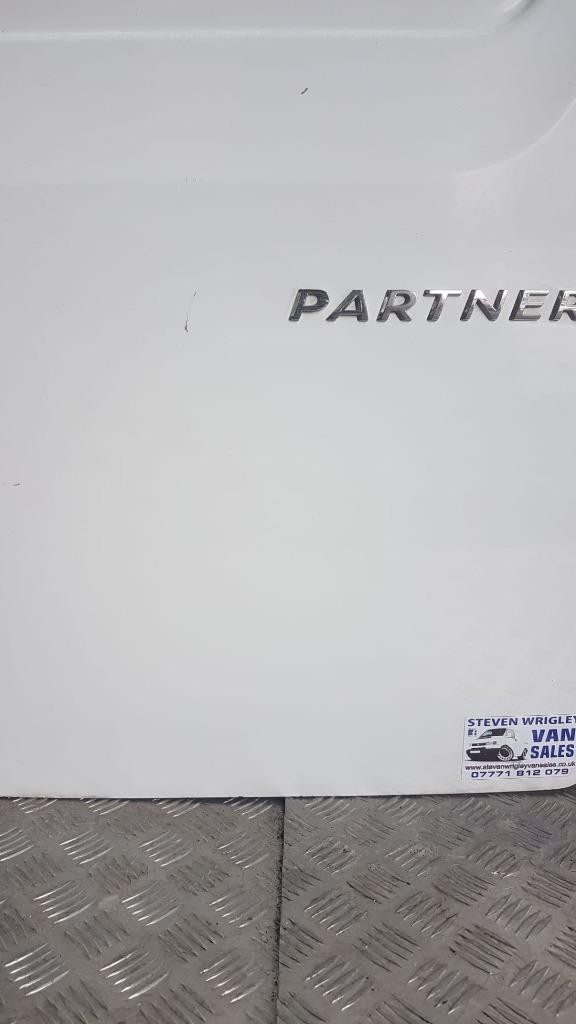 PARTNER
STEVEN WRIGLEY
VAN
SALES
www.stevenwrigleyvansales.co.uk
07771 812 079